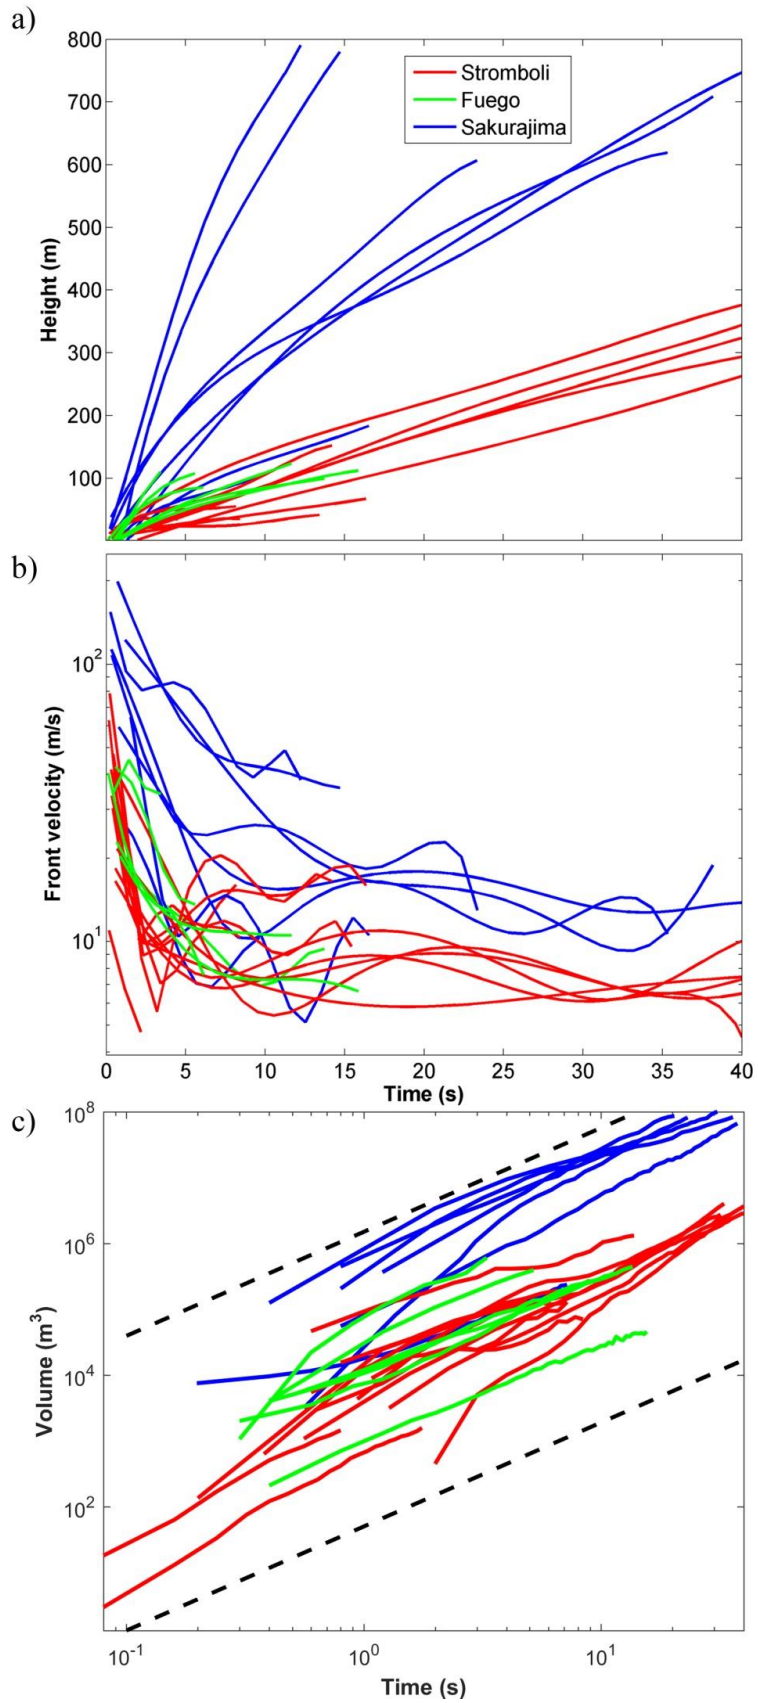 a)
800
700
600
500
400
300
200
100
Height (m)
Stromboli
Fuego
Sakurajima
b)
10²
10¹
Front velocity (m/s)
0 5 10 15 20 25 30 35 40
Time (s)
c)
10⁸
10⁶
10⁴
10²
Volume (m³)
10⁻¹ 10⁰ 10¹
Time (s)